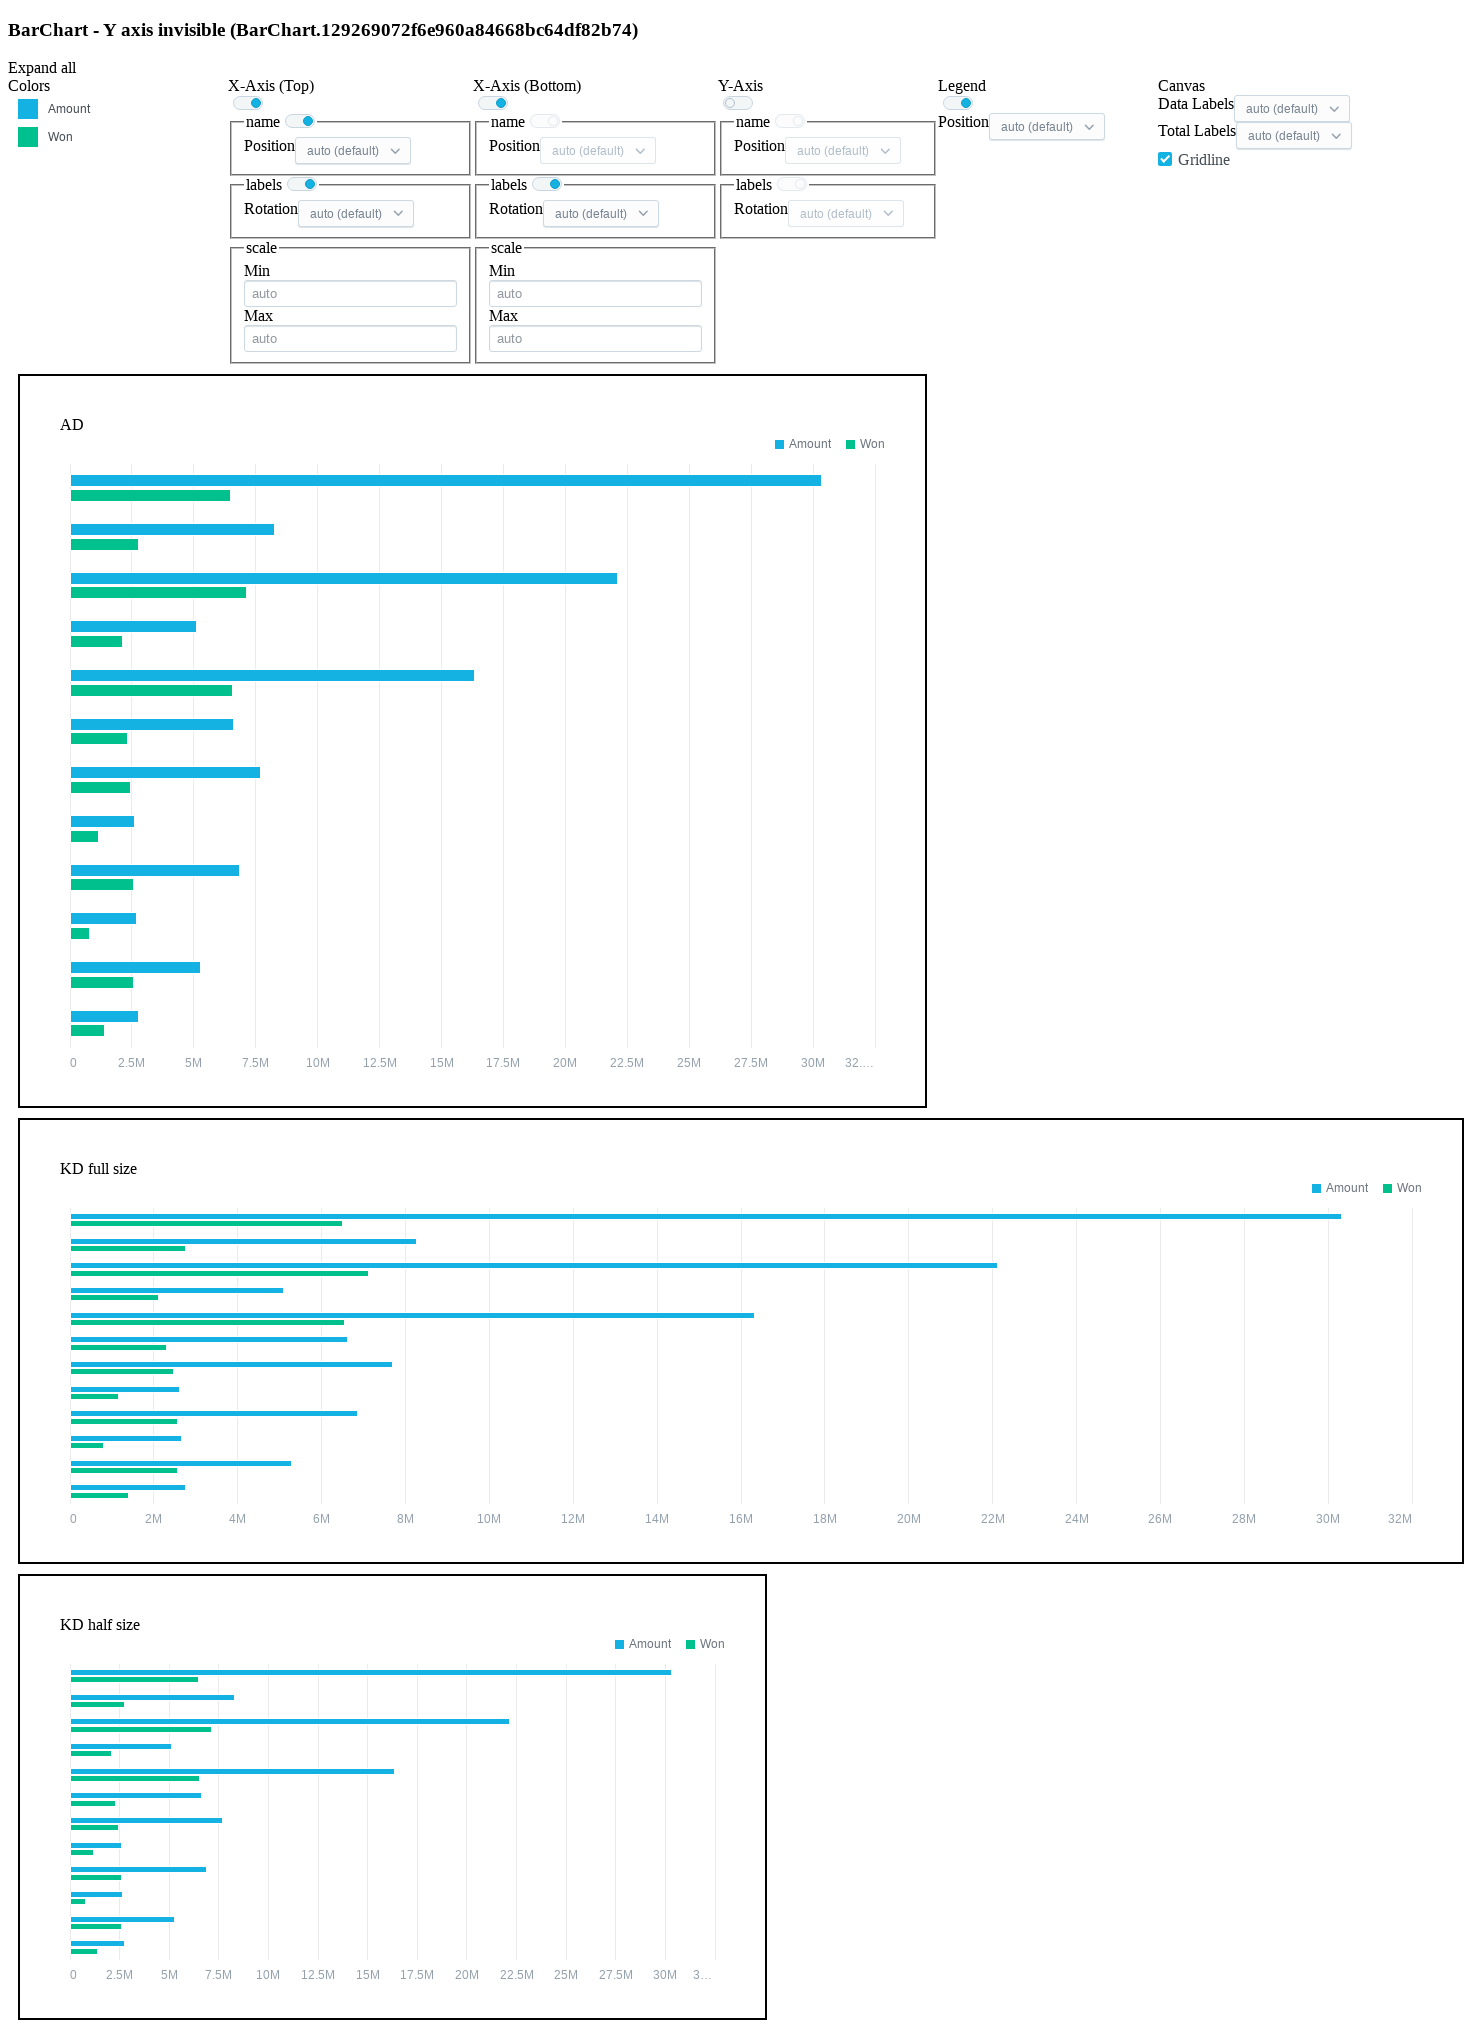 BarChart - Y axis invisible (BarChart.129269072f6e960a84668bc64df82b74)
Expand all
Colors
Amount
Won
X-Axis (Top)
name
Position auto (default)
labels
Rotation auto (default)
scale
Min
auto
Max
auto
X-Axis (Bottom)
name
Position auto (default)
labels
Rotation auto (default)
scale
Min
auto
Max
auto
Y-Axis
name
Position auto (default)
labels
Rotation auto (default)
Legend
Position auto (default)
Canvas
Data Labels auto (default)
Total Labels auto (default)
Gridline
AD
Amount Won
0 2.5M 5M 7.5M 10M 12.5M 15M 17.5M 20M 22.5M 25M 27.5M 30M 32.…
KD full size
Amount Won
0 2M 4M 6M 8M 10M 12M 14M 16M 18M 20M 22M 24M 26M 28M 30M 32M
KD half size
Amount Won
0 2.5M 5M 7.5M 10M 12.5M 15M 17.5M 20M 22.5M 25M 27.5M 30M 3…